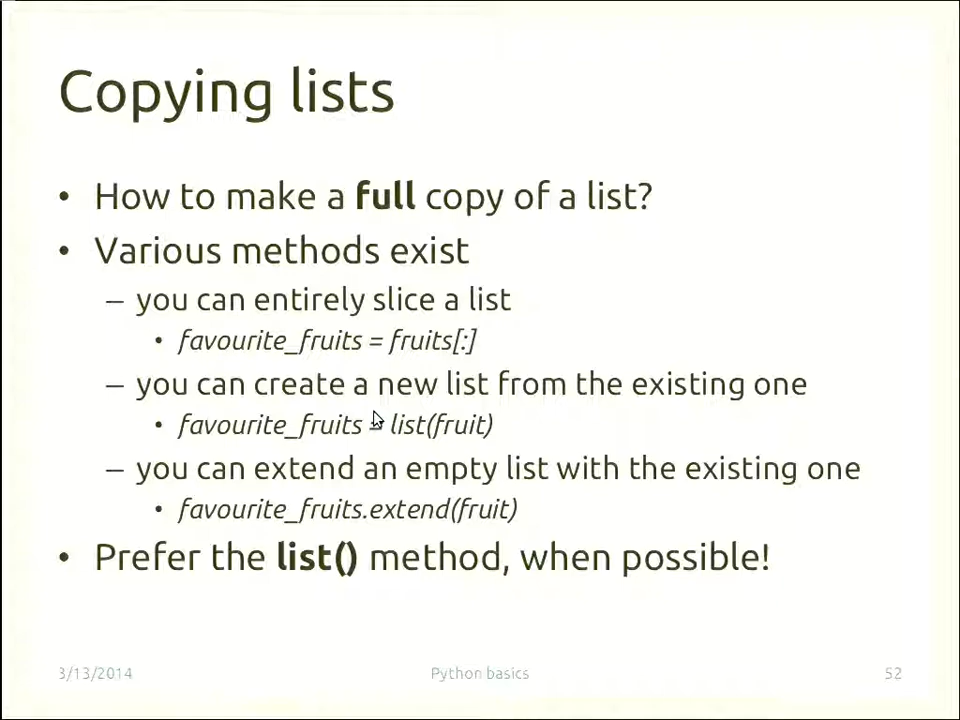 Copying lists
• How to make a full copy of a list?
• Various methods exist
– you can entirely slice a list
• favourite_fruits = fruits[:]
– you can create a new list from the existing one
• favourite_fruits = list(fruit)
– you can extend an empty list with the existing one
• favourite_fruits.extend(fruit)
• Prefer the list() method, when possible!
3/13/2014
Python basics
52